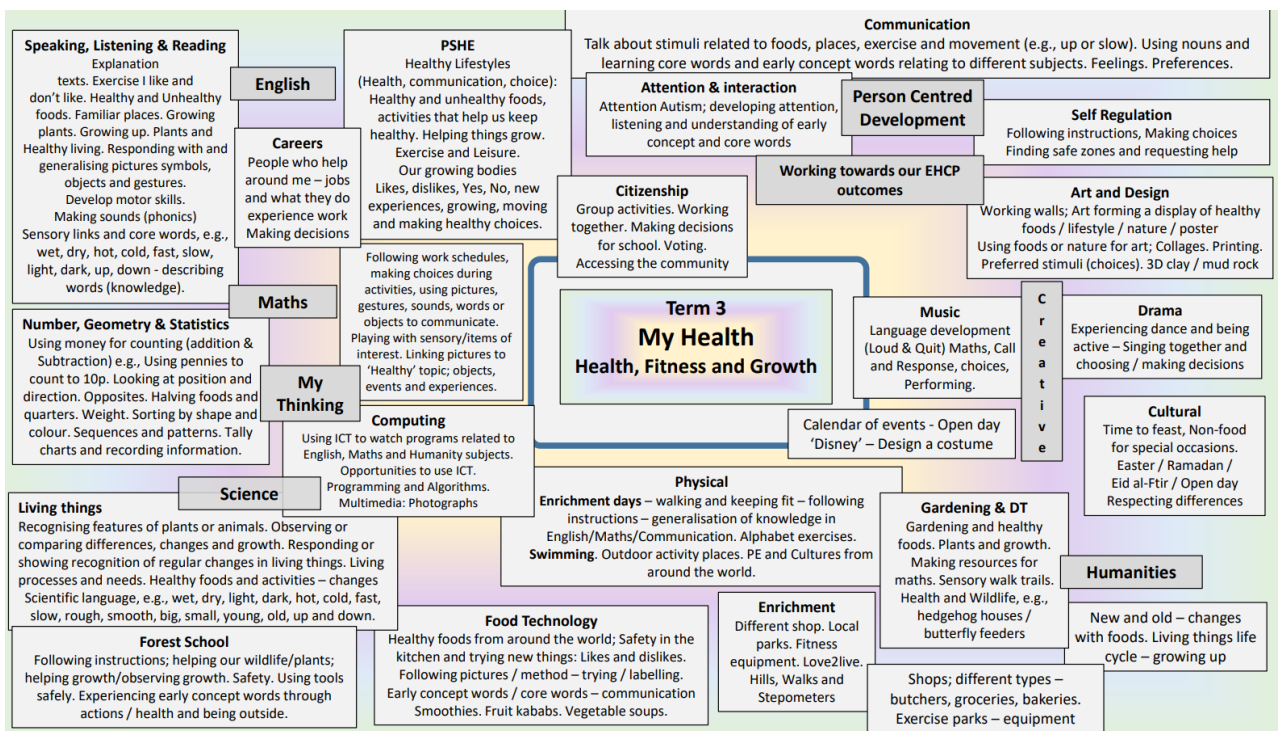 Communication
Talk about stimuli related to foods, places, exercise and movement (e.g., up or slow). Using nouns and
learning core words and early concept words relating to different subjects. Feelings. Preferences.
Speaking, Listening & Reading
Explanation
texts. Exercise I like and
don't like. Healthy and Unhealthy
foods. Familiar places. Growing
plants. Growing up. Plants and
Healthy living. Responding with and
generalising pictures symbols,
objects and gestures.
Develop motor skills.
Making sounds (phonics)
Sensory links and core words, e.g.,
wet, dry, hot, cold, fast, slow,
light, dark, up, down - describing
words (knowledge).
English
Careers
People who help
around me – jobs
and what they do
experience work
Making decisions
PSHE
Healthy Lifestyles
(Health, communication, choice):
Healthy and unhealthy foods,
activities that help us keep
healthy. Helping things grow.
Exercise and Leisure.
Our growing bodies
Likes, dislikes, Yes, No, new
experiences, growing, moving
and making healthy choices.
Attention & interaction
Attention Autism; developing attention,
listening and understanding of early
concept and core words
Person Centred
Development
Self Regulation
Following instructions, Making choices
Finding safe zones and requesting help
Working towards our EHCP
outcomes
Citizenship
Group activities. Working
together. Making decisions
for school. Voting.
Accessing the community
Art and Design
Working walls; Art forming a display of healthy
foods / lifestyle / nature / poster
Using foods or nature for art; Collages. Printing.
Preferred stimuli (choices). 3D clay / mud rock
Following work schedules,
making choices during
activities, using pictures,
gestures, sounds, words or
objects to communicate.
Playing with sensory/items of
interest. Linking pictures to
'Healthy' topic; objects,
events and experiences.
Maths
Number, Geometry & Statistics
Using money for counting (addition &
Subtraction) e.g., Using pennies to
count to 10p. Looking at position and
direction. Opposites. Halving foods and
quarters. Weight. Sorting by shape and
colour. Sequences and patterns. Tally
charts and recording information.
My
Thinking
Term 3
My Health
Health, Fitness and Growth
Music
Language development
(Loud & Quit) Maths, Call
and Response, choices,
Performing.
C
r
e
a
t
i
v
e
Drama
Experiencing dance and being
active – Singing together and
choosing / making decisions
Calendar of events - Open day
'Disney' – Design a costume
Cultural
Time to feast, Non-food
for special occasions.
Easter / Ramadan /
Eid al-Ftir / Open day
Respecting differences
Computing
Using ICT to watch programs related to
English, Maths and Humanity subjects.
Opportunities to use ICT.
Programming and Algorithms.
Multimedia: Photographs
Science
Living things
Recognising features of plants or animals. Observing or
comparing differences, changes and growth. Responding or
showing recognition of regular changes in living things. Living
processes and needs. Healthy foods and activities – changes
Scientific language, e.g., wet, dry, light, dark, hot, cold, fast,
slow, rough, smooth, big, small, young, old, up and down.
Physical
Enrichment days – walking and keeping fit – following
instructions – generalisation of knowledge in
English/Maths/Communication. Alphabet exercises.
Swimming. Outdoor activity places. PE and Cultures from
around the world.
Gardening & DT
Gardening and healthy
foods. Plants and growth.
Making resources for
maths. Sensory walk trails.
Health and Wildlife, e.g.,
hedgehog houses /
butterfly feeders
Humanities
New and old – changes
with foods. Living things life
cycle – growing up
Forest School
Following instructions; helping our wildlife/plants;
helping growth/observing growth. Safety. Using tools
safely. Experiencing early concept words through
actions / health and being outside.
Food Technology
Healthy foods from around the world; Safety in the
kitchen and trying new things: Likes and dislikes.
Following pictures / method – trying / labelling.
Early concept words / core words – communication
Smoothies. Fruit kababs. Vegetable soups.
Enrichment
Different shop. Local
parks. Fitness
equipment. Love2live.
Hills, Walks and
Stepometers
Shops; different types –
butchers, groceries, bakeries.
Exercise parks – equipment